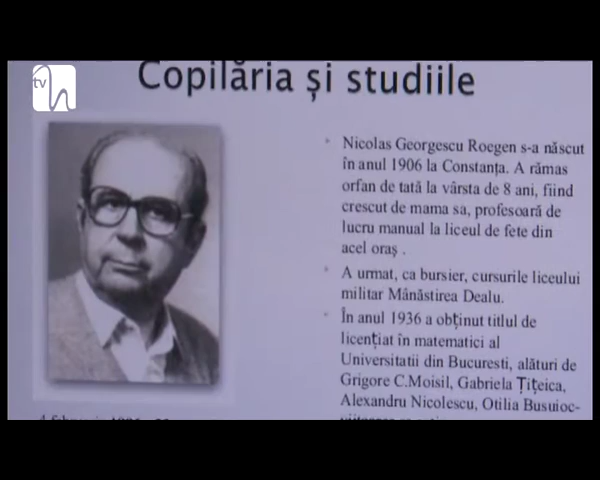 tv
Copilăria și studiile
Nicolas Georgescu Roegen s-a născut
în anul 1906 la Constanța. A rămas
orfan de tată la vârsta de 8 ani, fiind
crescut de mama sa, profesoară de
lucru manual la liceul de fete din
acel oraș .
A urmat, ca bursier, cursurile liceului
militar Mânăstirea Dealu.
În anul 1936 a obținut titlul de
licențiat în matematici al
Universitatii din Bucuresti, alături de
Grigore C.Moisil, Gabriela Țițeica,
Alexandru Nicolescu, Otilia Busuioc-